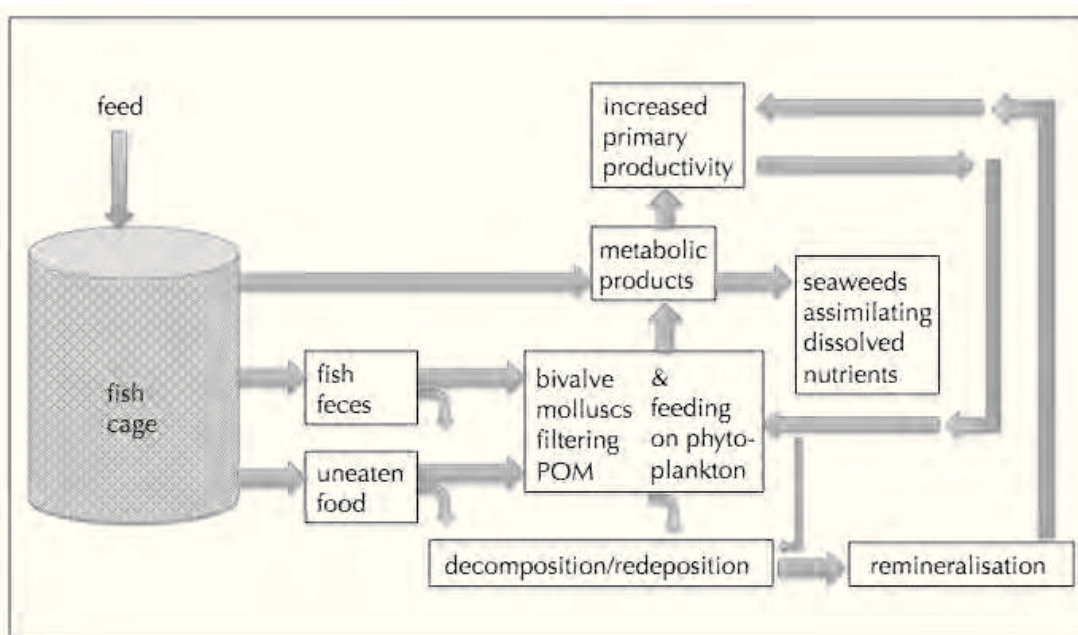 feed
fish
cage
increased
primary
productivity
metabolic
products
seaweeds
assimilating
dissolved
nutrients
fish
feces
uneaten
food
bivalve
molluscs
filtering
POM
&
feeding
on phyto-
plankton
decomposition/redeposition
remineralisation